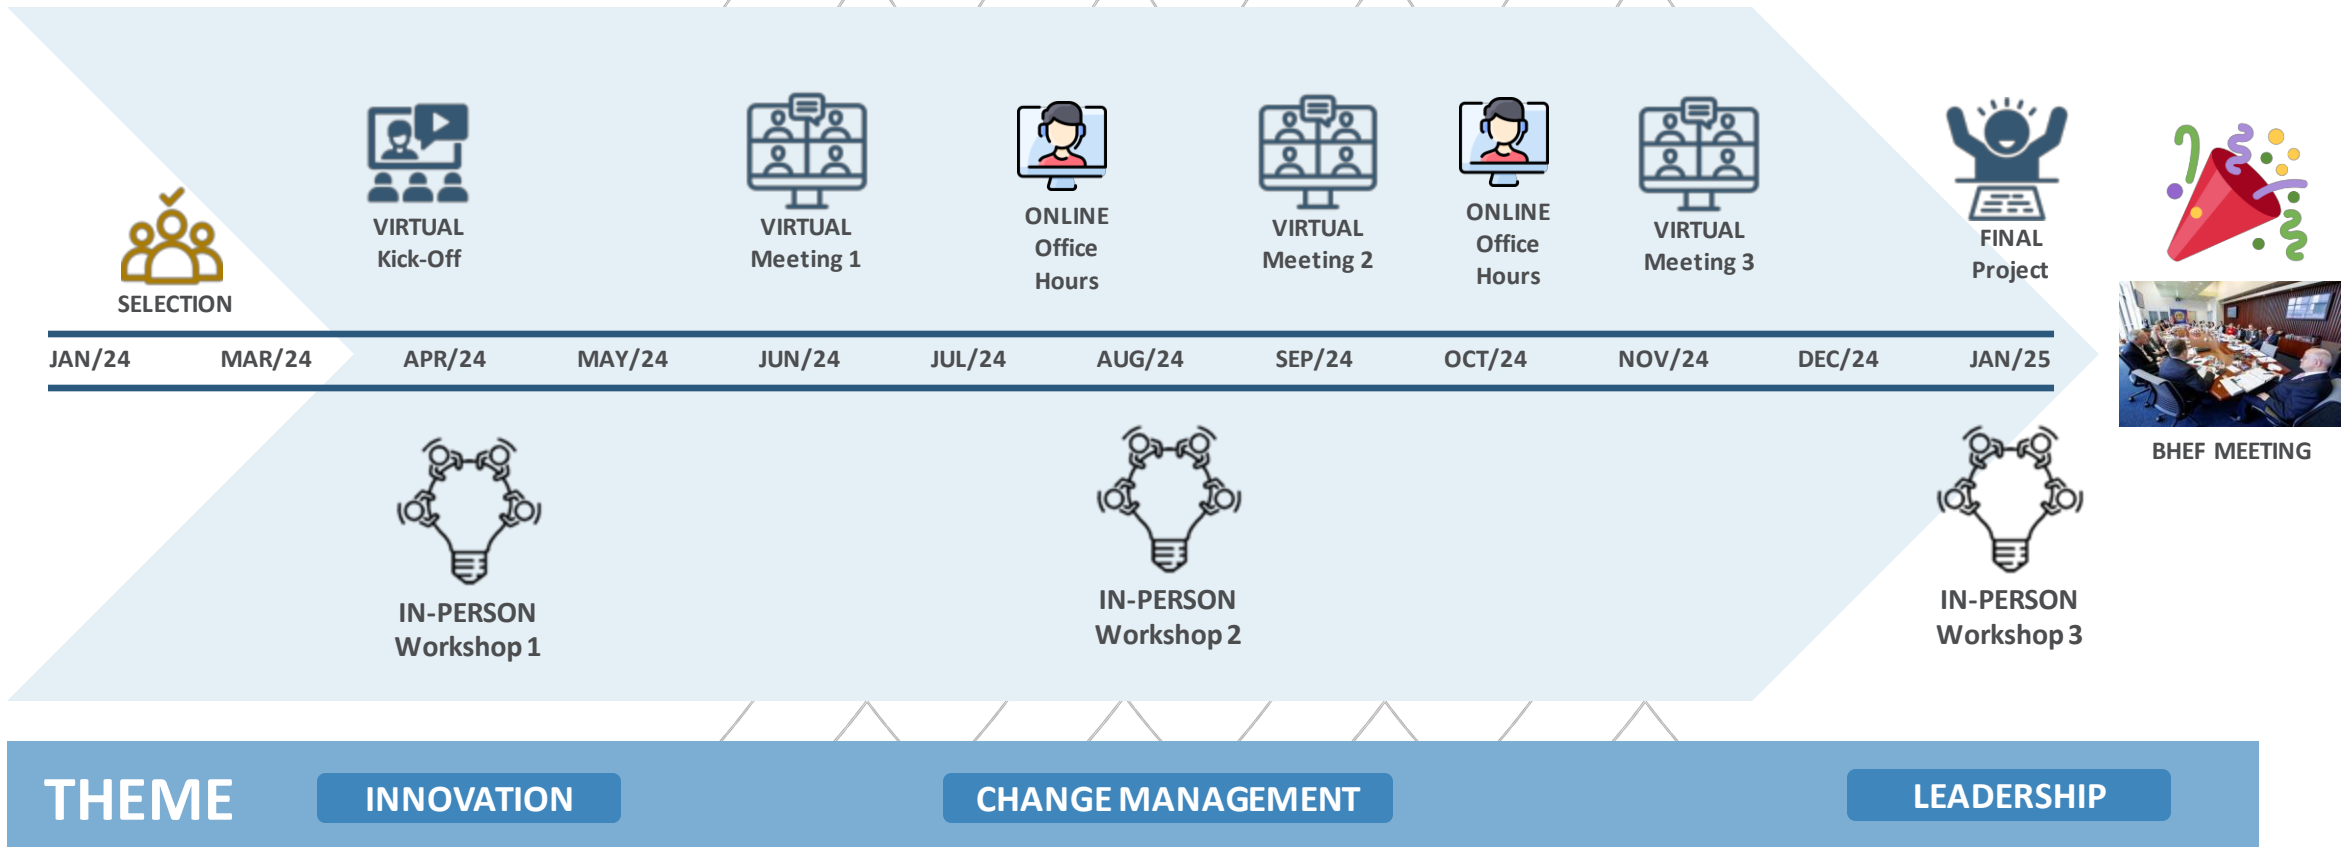 SELECTION
VIRTUAL
Kick-Off
VIRTUAL
Meeting 1
ONLINE
Office
Hours
VIRTUAL
Meeting 2
ONLINE
Office
Hours
VIRTUAL
Meeting 3
FINAL
Project
JAN/24 MAR/24 APR/24 MAY/24 JUN/24 JUL/24 AUG/24 SEP/24 OCT/24 NOV/24 DEC/24 JAN/25
BHEF MEETING
IN-PERSON
Workshop 1
IN-PERSON
Workshop 2
IN-PERSON
Workshop 3
THEME
INNOVATION
CHANGE MANAGEMENT
LEADERSHIP